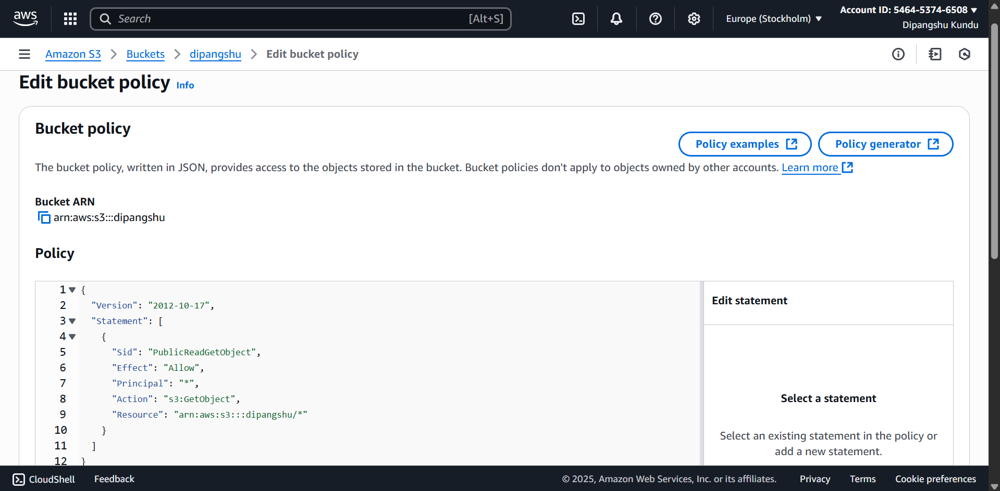 aws
Search
[Alt+S]
Europe (Stockholm)
Account ID: 5464-5374-6508
Dipangshu Kundu
Amazon S3
Buckets
dipangshu
Edit bucket policy
Edit bucket policy
Info
Bucket policy
Policy examples
Policy generator
The bucket policy, written in JSON, provides access to the objects stored in the bucket. Bucket policies don't apply to objects owned by other accounts. Learn more
Bucket ARN
arn:aws:s3:::dipangshu
Policy
1 {
2 "Version": "2012-10-17",
3 "Statement": [
4 {
5 "Sid": "PublicReadGetObject",
6 "Effect": "Allow",
7 "Principal": "*",
8 "Action": "s3:GetObject",
9 "Resource": "arn:aws:s3:::dipangshu/*"
10 }
11 ]
12 }
Edit statement
Select a statement
Select an existing statement in the policy or
add a new statement.
CloudShell
Feedback
© 2025, Amazon Web Services, Inc. or its affiliates.
Privacy
Terms
Cookie preferences